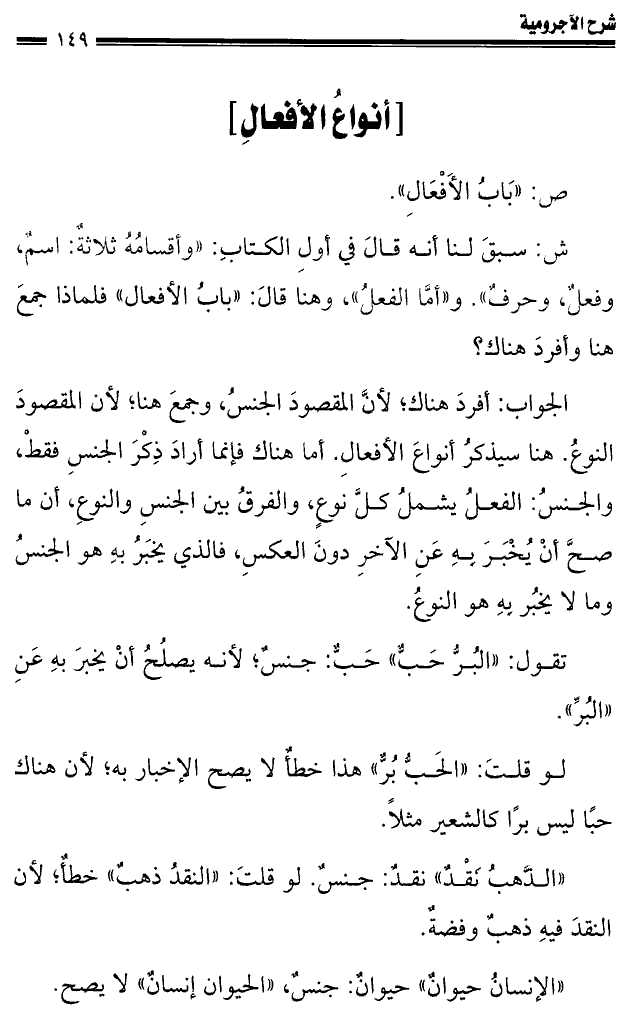 شرح الآجرومية
١٤٩
[أنواعُ الأفعالِ]
ص: «بَابُ الأَفْعَالِ».
ش: سبقَ لنا أنه قالَ في أولِ الكتابِ: «وأقسامُهُ ثلاثةٌ: اسمٌ،
وفعلٌ، وحرفٌ». و«أمَّا الفعلُ»، وهنا قالَ: «بابُ الأفعال» فلماذا جمعَ
هنا وأفردَ هناك؟
الجواب: أفردَ هناك؛ لأنَّ المقصودَ الجنسُ، وجمعَ هنا؛ لأن المقصودَ
النوعُ. هنا سيذكرُ أنواعَ الأفعالِ. أما هناك فإنما أرادَ ذِكْرَ الجنسِ فقطْ،
والجنسُ: الفعلُ يشملُ كلَّ نوعٍ، والفرقُ بين الجنسِ والنوعِ، أن ما
صحَّ أنْ يُخْبَرَ بِهِ عَنِ الآخرِ دونَ العكسِ، فالذي يخبَرُ بهِ هو الجنسُ
وما لا يخبُر بِهِ هو النوعُ.
تقول: «البُرُّ حَبٌّ» حَبٌّ: جنسٌ؛ لأنه يصلُحُ أنْ يخبرَ بهِ عَنِ
«البُرِّ».
لو قلتَ: «الحَبُّ بُرٌّ» هذا خطأٌ لا يصح الإخبار به؛ لأن هناك
حبًا ليس برًا كالشعير مثلاً.
«الذَّهبُ نَقْدٌ» نقدٌ: جنسٌ. لو قلتَ: «النقدُ ذهبٌ» خطأٌ؛ لأن
النقدَ فيهِ ذهبٌ وفضةٌ.
«الإنسانُ حيوانٌ» حيوانٌ: جنسٌ، «الحيوان إنسانٌ» لا يصح.